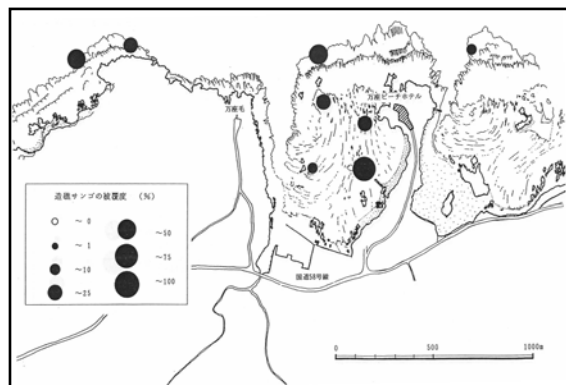 万座毛
万座ビーチホテル
造礁サンゴの被覆度 (%)
～0
～1
～10
～25
～50
～75
～100
国道58号線
0 500 1000m